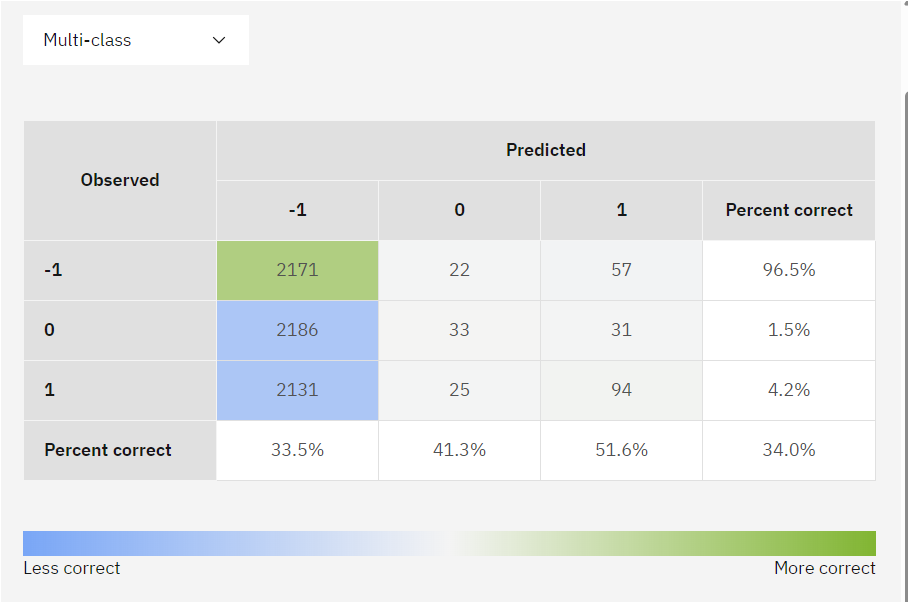 Multi-class
Predicted
Observed
-1 0 1 Percent correct
-1 2171 22 57 96.5%
0 2186 33 31 1.5%
1 2131 25 94 4.2%
Percent correct 33.5% 41.3% 51.6% 34.0%
Less correct More correct